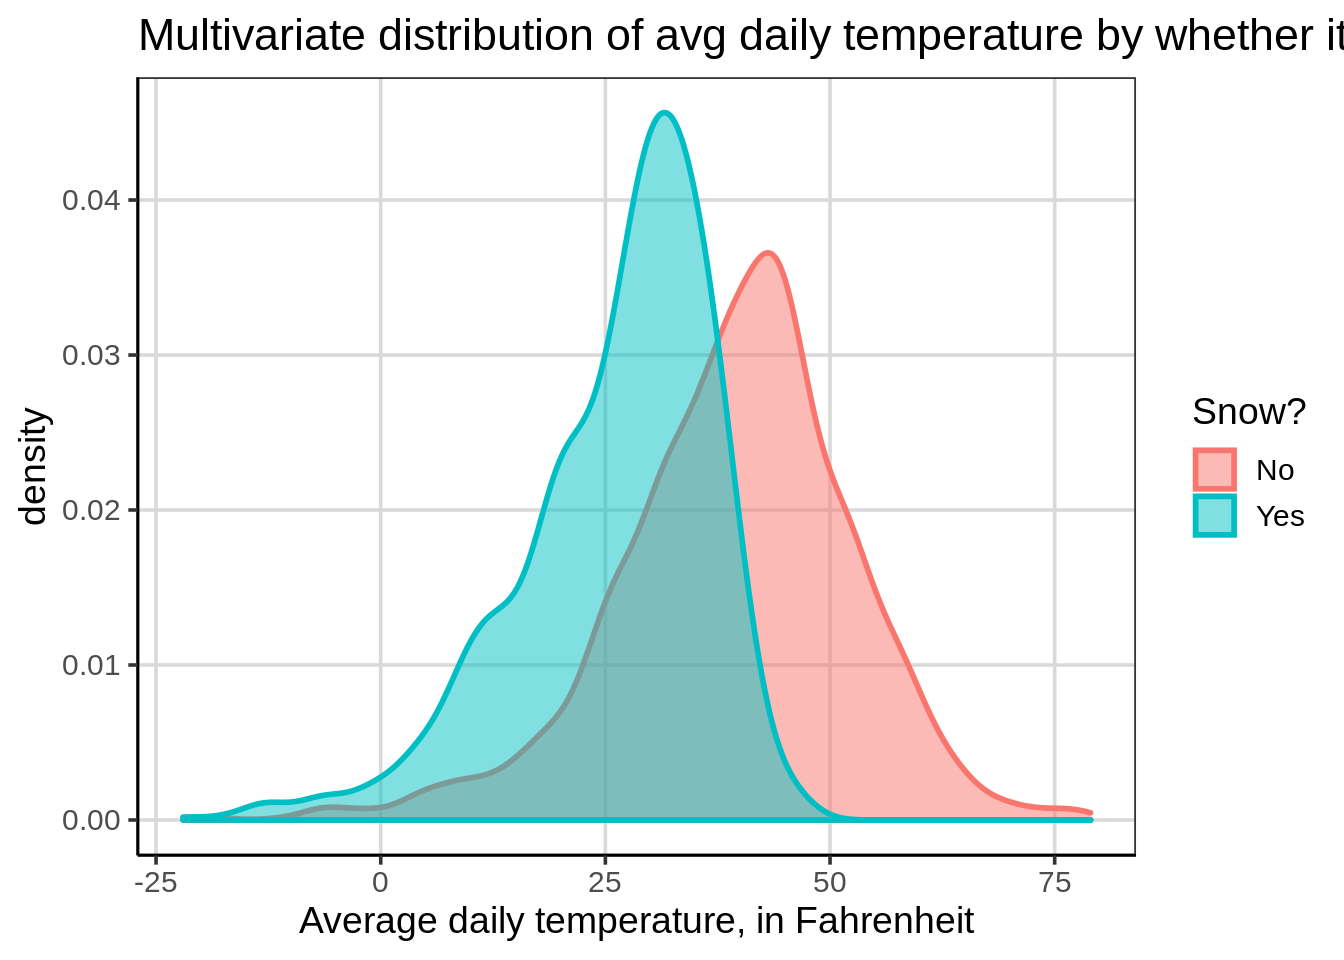 Multivariate distribution of avg daily temperature by whether it
density
0.04
0.03
0.02
0.01
0.00
-25 0 25 50 75
Average daily temperature, in Fahrenheit
Snow?
No
Yes